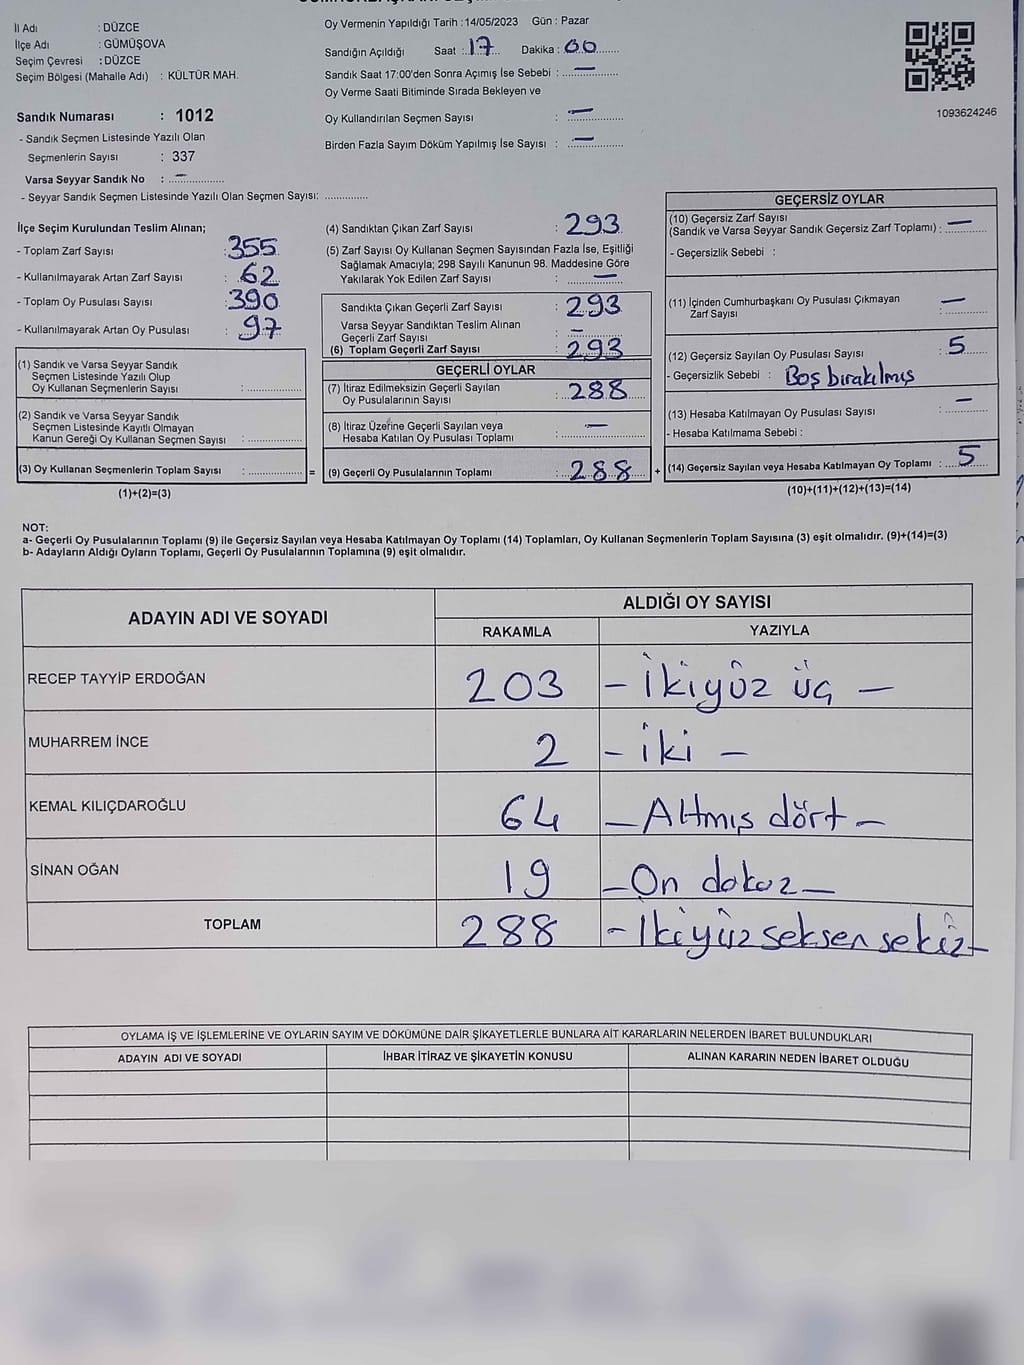 İl Adı : DÜZCE
İlçe Adı : GÜMÜŞOVA
Seçim Çevresi : DÜZCE
Seçim Bölgesi (Mahalle Adı) : KÜLTÜR MAH.
Sandık Numarası : 1012
- Sandık Seçmen Listesinde Yazılı Olan
Seçmenlerin Sayısı : 337
Varsa Seyyar Sandık No : –
- Seyyar Sandık Seçmen Listesinde Yazılı Olan Seçmen Sayısı: ...............
Oy Vermenin Yapıldığı Tarih :14/05/2023 Gün : Pazar
Sandığın Açıldığı Saat : 17 Dakika : 00
Sandık Saat 17:00'den Sonra Açımış İse Sebebi : —
Oy Verme Saati Bitiminde Sırada Bekleyen ve
Oy Kullandırılan Seçmen Sayısı : —
Birden Fazla Sayım Döküm Yapılmış İse Sayısı : —
1093624246
İlçe Seçim Kurulundan Teslim Alınan;
- Toplam Zarf Sayısı : 355
- Kullanılmayarak Artan Zarf Sayısı : 62
- Toplam Oy Pusulası Sayısı : 390
- Kullanılmayarak Artan Oy Pusulası : 97
(1) Sandık ve Varsa Seyyar Sandık
Seçmen Listesinde Yazılı Olup
Oy Kullanan Seçmenlerin Sayısı : ...............
(2) Sandık ve Varsa Seyyar Sandık
Seçmen Listesinde Kayıtlı Olmayan
Kanun Gereği Oy Kullanan Seçmen Sayısı : ...............
(3) Oy Kullanan Seçmenlerin Toplam Sayısı : ............... =
(1)+(2)=(3)
(4) Sandıktan Çıkan Zarf Sayısı : 293
(5) Zarf Sayısı Oy Kullanan Seçmen Sayısından Fazla İse, Eşitliği
Sağlamak Amacıyla; 298 Sayılı Kanunun 98. Maddesine Göre
Yakılarak Yok Edilen Zarf Sayısı : —
Sandıkta Çıkan Geçerli Zarf Sayısı : 293
Varsa Seyyar Sandıktan Teslim Alınan
Geçerli Zarf Sayısı : –
(6) Toplam Geçerli Zarf Sayısı : 293
GEÇERLİ OYLAR
(7) İtiraz Edilmeksizin Geçerli Sayılan
Oy Pusulalarının Sayısı : 288
(8) İtiraz Üzerine Geçerli Sayılan veya
Hesaba Katılan Oy Pusulası Toplamı : —
(9) Geçerli Oy Pusulalarının Toplamı : 288 +
GEÇERSİZ OYLAR
(10) Geçersiz Zarf Sayısı
(Sandık ve Varsa Seyyar Sandık Geçersiz Zarf Toplamı) : —
- Geçersizlik Sebebi :
(11) İçinden Cumhurbaşkanı Oy Pusulası Çıkmayan
Zarf Sayısı : —
(12) Geçersiz Sayılan Oy Pusulası Sayısı : 5
- Geçersizlik Sebebi : Boş bırakılmış
(13) Hesaba Katılmayan Oy Pusulası Sayısı : —
- Hesaba Katılmama Sebebi :
(14) Geçersiz Sayılan veya Hesaba Katılmayan Oy Toplamı : 5
(10)+(11)+(12)+(13)=(14)
NOT:
a- Geçerli Oy Pusulalarının Toplamı (9) ile Geçersiz Sayılan veya Hesaba Katılmayan Oy Toplamı (14) Toplamları, Oy Kullanan Seçmenlerin Toplam Sayısına (3) eşit olmalıdır. (9)+(14)=(3)
b- Adayların Aldığı Oyların Toplamı, Geçerli Oy Pusulalarının Toplamına (9) eşit olmalıdır.
ADAYIN ADI VE SOYADI ALDIĞI OY SAYISI
RAKAMLA YAZIYLA
RECEP TAYYİP ERDOĞAN 203 – İkiyüz üç –
MUHARREM İNCE 2 – iki –
KEMAL KILIÇDAROĞLU 64 – Altmış dört –
SİNAN OĞAN 19 – On dokuz –
TOPLAM 288 – İkiyüz seksen sekiz –
OYLAMA İŞ VE İŞLEMLERİNE VE OYLARIN SAYIM VE DÖKÜMÜNE DAİR ŞİKAYETLERLE BUNLARA AİT KARARLARIN NELERDEN İBARET BULUNDUKLARI
ADAYIN ADI VE SOYADI İHBAR İTİRAZ VE ŞİKAYETİN KONUSU ALINAN KARARIN NEDEN İBARET OLDUĞU